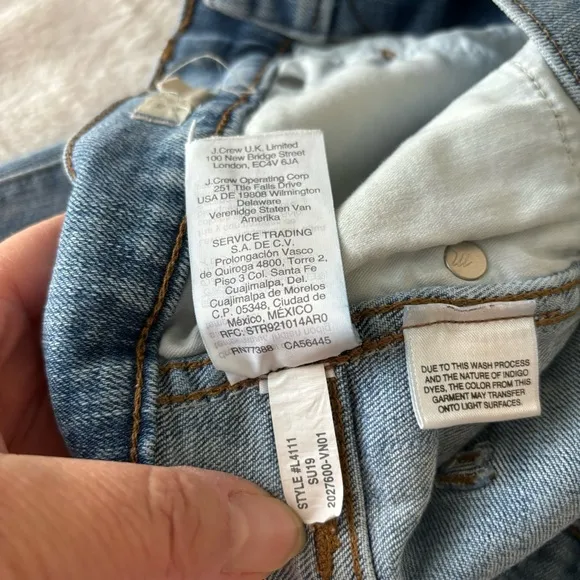 J.Crew U.K. Limited
100 New Bridge Street
London, EC4V 6JA
J.Crew Operating Corp
251 Ttle Falls Drive
USA DE 19808 Wilmington
Delaware
Verenidge Staten Van
Amerika
SERVICE TRADING
S.A. DE C.V.
Prolongación Vasco
de Quiroga 4800, Torre 2,
Piso 3 Col. Santa Fe
Cuajimalpa, Del.
Cuajimalpa de Morelos
C.P. 05348, Ciudad de
México, MÉXICO
RFC: STR921014AR0
RN77388 CA56445
STYLE #L4111
SU19
2027600-VN01
DUE TO THIS WASH PROCESS
AND THE NATURE OF INDIGO
DYES, THE COLOR FROM THIS
GARMENT MAY TRANSFER
ONTO LIGHT SURFACES.